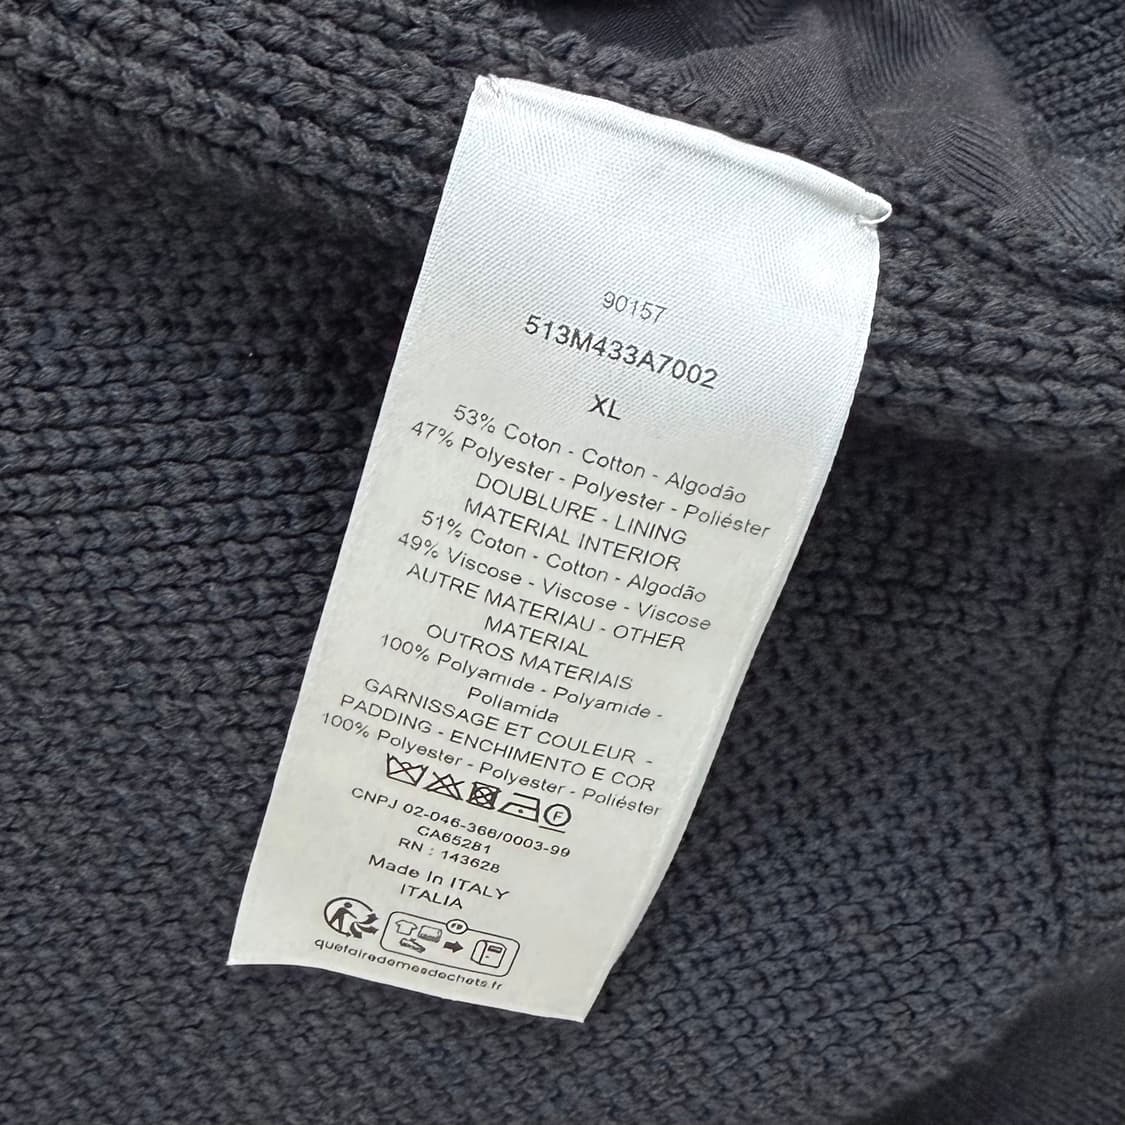 90157
513M433A7002
XL
53% Coton - Cotton - Algodão
47% Polyester - Polyester - Poliéster
DOUBLURE - LINING
MATERIAL INTERIOR
51% Coton - Cotton - Algodão
49% Viscose - Viscose - Viscose
AUTRE MATERIAU - OTHER
MATERIAL
OUTROS MATERIAIS
100% Polyamide - Polyamide -
Poliamida
GARNISSAGE ET COULEUR -
PADDING - ENCHIMENTO E COR
100% Polyester - Polyester - Poliéster
F
CNPJ 02-046-368/0003-99
CA65281
RN : 143628
Made In ITALY
ITALIA
FR
quefairedemesdechets.fr